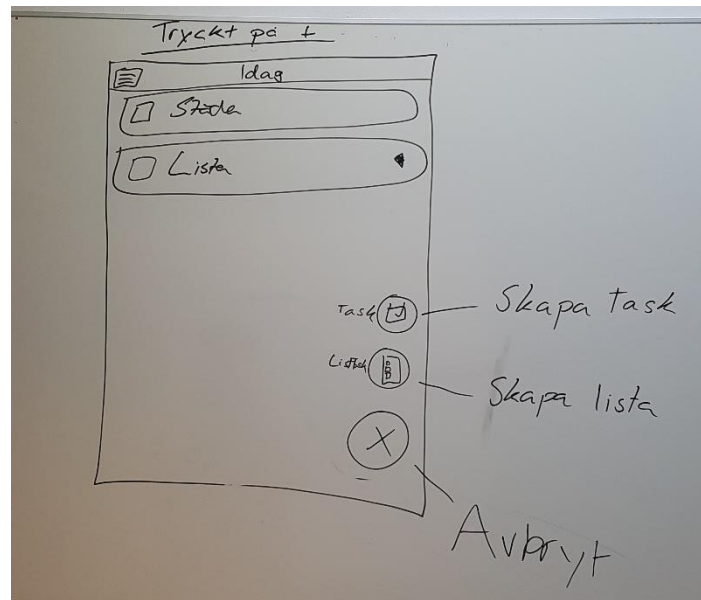 Tryckt på +
Idag
Städa
Lista
Task
Skapa Task
Skapa lista
X
Avbryt